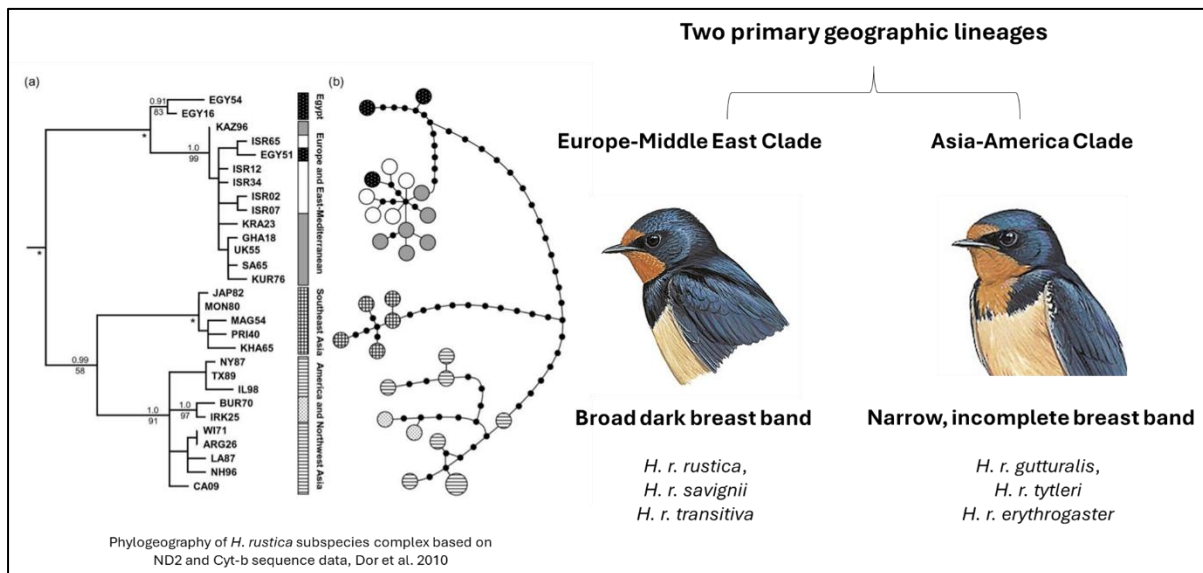 Two primary geographic lineages
(a)
(b)
0.91
83
*
1.0
99
*
*
0.99
58
1.0
97
1.0
91
EGY54
EGY16
KAZ96
ISR65
EGY51
ISR12
ISR34
ISR02
ISR07
KRA23
GHA18
UK55
SA65
KUR76
JAP82
MON80
MAG54
PRI40
KHA65
NY87
TX89
IL98
BUR70
IRK25
WI71
ARG26
LA87
NH96
CA09
Egypt
Europe and East-Mediterranean
Southeast Asia
America and Northwest Asia
Phylogeography of H. rustica subspecies complex based on
ND2 and Cyt-b sequence data, Dor et al. 2010
Europe-Middle East Clade
Broad dark breast band
H. r. rustica,
H. r. savignii
H. r. transitiva
Asia-America Clade
Narrow, incomplete breast band
H. r. gutturalis,
H. r. tytleri
H. r. erythrogaster